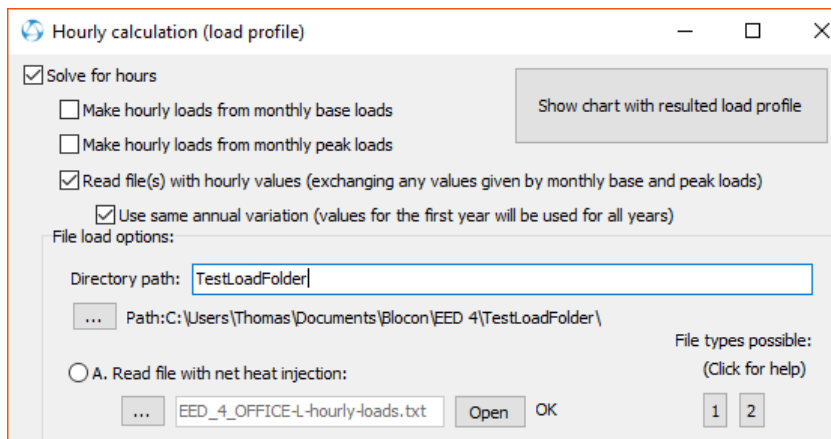 Hourly calculation (load profile)
Solve for hours
Show chart with resulted load profile
Make hourly loads from monthly base loads
Make hourly loads from monthly peak loads
Read file(s) with hourly values (exchanging any values given by monthly base and peak loads)
Use same annual variation (values for the first year will be used for all years)
File load options:
Directory path: TestLoadFolder
... Path:C:\Users\Thomas\Documents\Blocon\EED 4\TestLoadFolder\
File types possible:
(Click for help)
A. Read file with net heat injection:
... EED_4_OFFICE-L-hourly-loads.txt Open OK 1 2